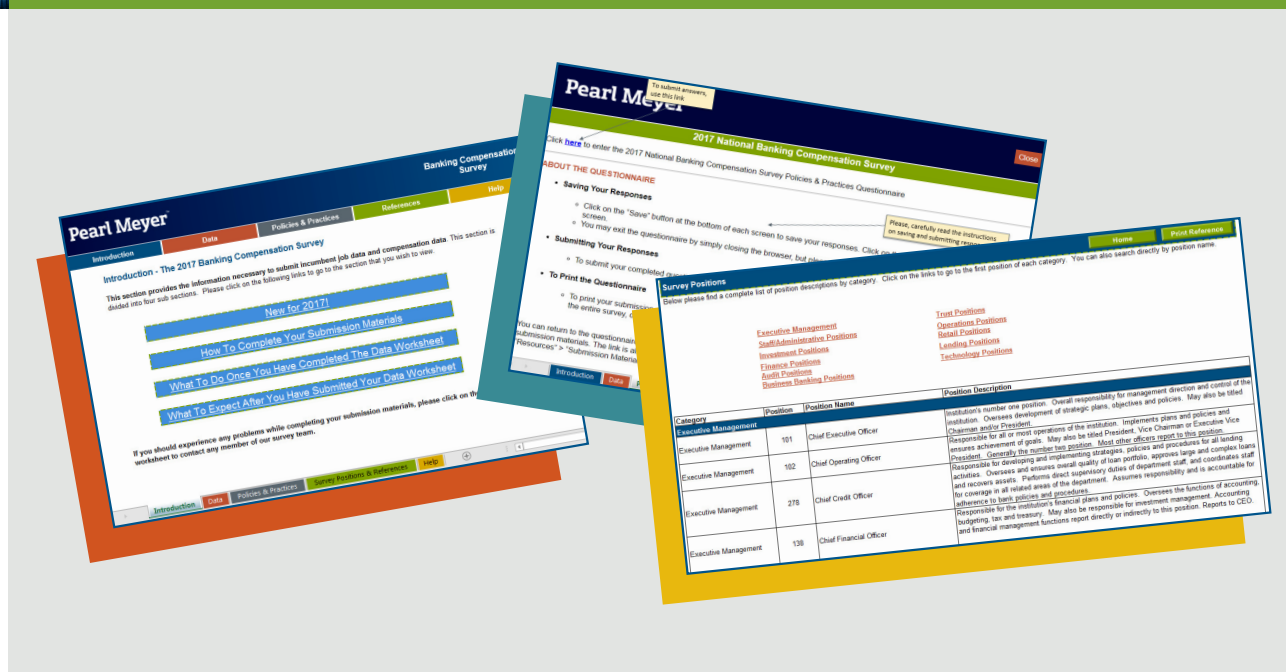 Pearl Meyer
Banking Compensation
Survey
Introduction
Data
Policies & Practices
References
Help
Introduction - The 2017 Banking Compensation Survey
This section provides the information necessary to submit incumbent job data and compensation data. This section is
divided into four sub sections. Please click on the following links to go to the section that you wish to view.
New for 2017!
How To Complete Your Submission Materials
What To Do Once You Have Completed The Data Worksheet
What To Expect After You Have Submitted Your Data Worksheet
If you should experience any problems while completing your submission materials, please click on the
worksheet to contact any member of our survey team.
Introduction
Data
Policies & Practices
Survey Positions & References
Help
Pearl Meyer
To submit answers,
use this link
2017 National Banking Compensation Survey
Close
Click here to enter the 2017 National Banking Compensation Survey Policies & Practices Questionnaire
ABOUT THE QUESTIONNAIRE
• Saving Your Responses
Click on the "Save" button at the bottom of each screen to save your responses. Click on
screen.
You may exit the questionnaire by simply closing the browser, but
Please, carefully read the instructions
on saving and submitting
• Submitting Your Responses
To submit your completed
• To Print the Questionnaire
To print your submission
the entire survey,
You can return to the questionnaire
submission materials. The link is
"Resources" > "Submission
Introduction
Data
Survey Positions
Home
Print Reference
Below please find a complete list of position descriptions by category. Click on the links to go to the first position of each category. You can also search directly by position name.
Executive Management
Staff/Administrative Positions
Investment Positions
Finance Positions
Audit Positions
Business Banking Positions
Trust Positions
Operations Positions
Retail Positions
Lending Positions
Technology Positions
Category Position Position Name Position Description
Executive Management
Executive Management 101 Chief Executive Officer
Institution's number one position. Overall responsibility for management direction and control of the
institution. Oversees development of strategic plans, objectives and policies. May also be titled
Chairman and/or President.
Executive Management 102 Chief Operating Officer
Responsible for all or most operations of the institution. Implements plans and policies and
ensures achievement of goals. May also be titled President, Vice Chairman or Executive Vice
President. Generally the number two position. Most other officers report to this position.
Executive Management 278 Chief Credit Officer
Responsible for developing and implementing strategies, policies and procedures for all lending
activities. Oversees and ensures overall quality of loan portfolio, approves large and complex loans
and recovers assets. Performs direct supervisory duties of department staff, and coordinates staff
for coverage in all related areas of the department. Assumes responsibility and is accountable for
adherence to bank policies and procedures.
Executive Management 138 Chief Financial Officer
Responsible for the institution's financial plans and policies. Oversees the functions of accounting,
budgeting, tax and treasury. May also be responsible for investment management. Accounting
and financial management functions report directly or indirectly to this position. Reports to CEO.